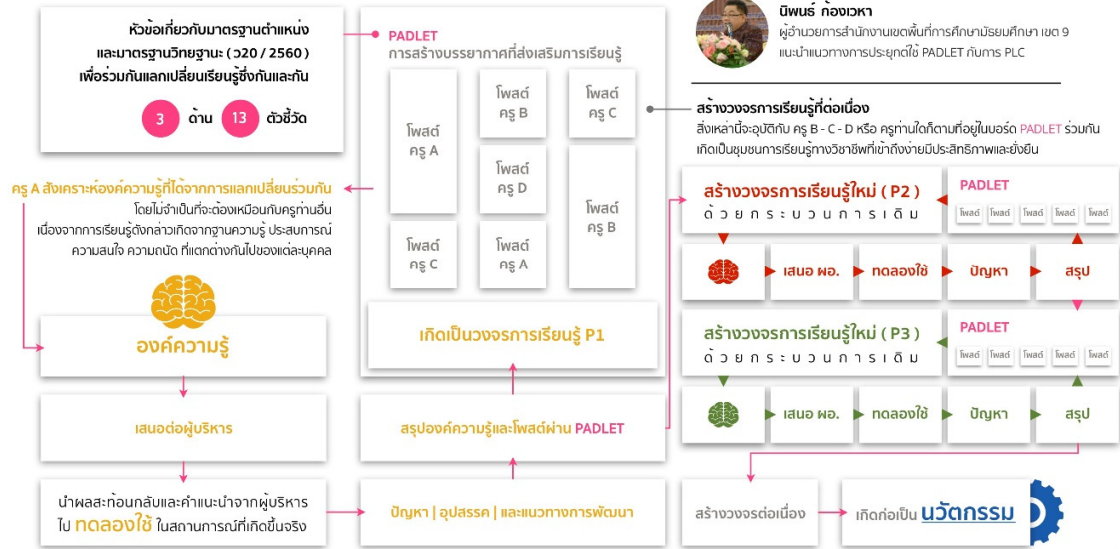 หัวข้อเกี่ยวกับมาตรฐานตำแหน่ง
และมาตรฐานวิทยฐานะ ( ว20 / 2560 )
เพื่อร่วมกันแลกเปลี่ยนเรียนรู้ซึ่งกันและกัน
3 ด้าน 13 ตัวชี้วัด
PADLET
การสร้างบรรยากาศที่ส่งเสริมการเรียนรู้
โพสต์
ครู A
โพสต์
ครู B
โพสต์
ครู C
โพสต์
ครู D
โพสต์
ครู B
โพสต์
ครู C
โพสต์
ครู A
เกิดเป็นวงจรการเรียนรู้ P1
ครู A สังเคราะห์องค์ความรู้ที่ได้จากการแลกเปลี่ยนร่วมกัน
โดยไม่จำเป็นที่จะต้องเหมือนกับครูท่านอื่น
เนื่องจากการเรียนรู้ดังกล่าวเกิดจากฐานความรู้ ประสบการณ์
ความสนใจ ความถนัด ที่แตกต่างกันไปของแต่ละบุคคล
องค์ความรู้
เสนอต่อผู้บริหาร
นำผลสะท้อนกลับและคำแนะนำจากผู้บริหาร
ไป ทดลองใช้ ในสถานการณ์ที่เกิดขึ้นจริง
ปัญหา | อุปสรรค | และแนวทางการพัฒนา
สรุปองค์ความรู้และโพสต์ผ่าน PADLET
นิพนธ์ ก้องเวหา
ผู้อำนวยการสำนักงานเขตพื้นที่การศึกษามัธยมศึกษา เขต 9
แนะนำแนวทางการประยุกต์ใช้ PADLET กับการ PLC
สร้างวงจรการเรียนรู้ที่ต่อเนื่อง
สิ่งเหล่านี้จะอุบัติกับ ครู B - C - D หรือ ครูท่านใดก็ตามที่อยู่ในบอร์ด PADLET ร่วมกัน
เกิดเป็นชุมชนการเรียนรู้ทางวิชาชีพที่เข้าถึงง่ายมีประสิทธิภาพและยั่งยืน
สร้างวงจรการเรียนรู้ใหม่ ( P2 )
ด้วยกระบวนการเดิม
PADLET
โพสต์ โพสต์ โพสต์ โพสต์ โพสต์
เสนอ ผอ. ทดลองใช้ ปัญหา สรุป
สร้างวงจรการเรียนรู้ใหม่ ( P3 )
ด้วยกระบวนการเดิม
PADLET
โพสต์ โพสต์ โพสต์ โพสต์ โพสต์
เสนอ ผอ. ทดลองใช้ ปัญหา สรุป
สร้างวงจรต่อเนื่อง
เกิดก่อเป็น นวัตกรรม